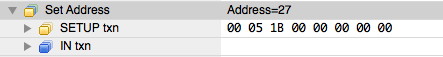 Set Address Address=27
SETUP txn 00 05 1B 00 00 00 00 00
IN txn